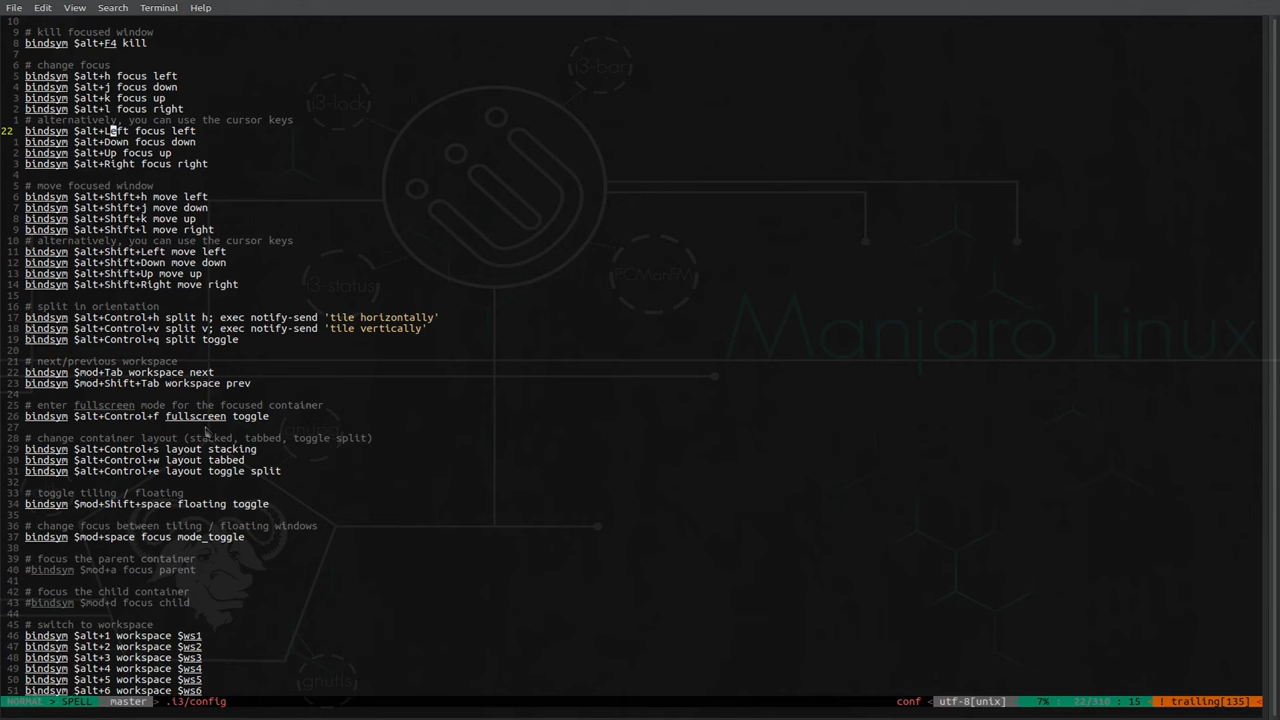 File Edit View Search Terminal Help
10
9 # kill focused window
8 bindsym $alt+F4 kill
7
6 # change focus
5 bindsym $alt+h focus left
4 bindsym $alt+j focus down
3 bindsym $alt+k focus up
2 bindsym $alt+l focus right
1 # alternatively, you can use the cursor keys
22 bindsym $alt+Left focus left
1 bindsym $alt+Down focus down
2 bindsym $alt+Up focus up
3 bindsym $alt+Right focus right
4
5 # move focused window
6 bindsym $alt+Shift+h move left
7 bindsym $alt+Shift+j move down
8 bindsym $alt+Shift+k move up
9 bindsym $alt+Shift+l move right
10 # alternatively, you can use the cursor keys
11 bindsym $alt+Shift+Left move left
12 bindsym $alt+Shift+Down move down
13 bindsym $alt+Shift+Up move up
14 bindsym $alt+Shift+Right move right
15
16 # split in orientation
17 bindsym $alt+Control+h split h; exec notify-send 'tile horizontally'
18 bindsym $alt+Control+v split v; exec notify-send 'tile vertically'
19 bindsym $alt+Control+q split toggle
20
21 # next/previous workspace
22 bindsym $mod+Tab workspace next
23 bindsym $mod+Shift+Tab workspace prev
24
25 # enter fullscreen mode for the focused container
26 bindsym $alt+Control+f fullscreen toggle
27
28 # change container layout (stacked, tabbed, toggle split)
29 bindsym $alt+Control+s layout stacking
30 bindsym $alt+Control+w layout tabbed
31 bindsym $alt+Control+e layout toggle split
32
33 # toggle tiling / floating
34 bindsym $mod+Shift+space floating toggle
35
36 # change focus between tiling / floating windows
37 bindsym $mod+space focus mode_toggle
38
39 # focus the parent container
40 #bindsym $mod+a focus parent
41
42 # focus the child container
43 #bindsym $mod+d focus child
44
45 # switch to workspace
46 bindsym $alt+1 workspace $ws1
47 bindsym $alt+2 workspace $ws2
48 bindsym $alt+3 workspace $ws3
49 bindsym $alt+4 workspace $ws4
50 bindsym $alt+5 workspace $ws5
51 bindsym $alt+6 workspace $ws6
NORMAL > SPELL master > .i3/config conf < utf-8[unix] 7% : 22/310 : 15 ! trailing[135]
i3-bar
i3-lock
i3-status
PCManFM
Manjaro Linux
gnutls